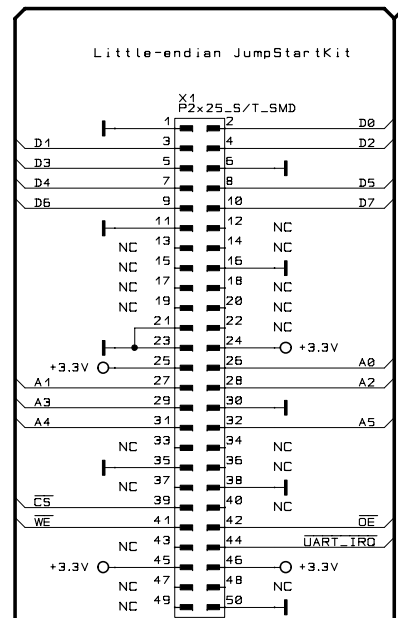 Little-endian JumpStartKit
X1
P2x25_S/T_SMD
1 2 D0
D1 3 4 D2
D3 5 6
D4 7 8 D5
D6 9 10 D7
11 12 NC
NC 13 14 NC
NC 15 16
NC 17 18 NC
NC 19 20 NC
21 22 NC
23 24 +3.3V
+3.3V 25 26 A0
A1 27 28 A2
A3 29 30
A4 31 32 A5
NC 33 34 NC
35 36 NC
NC 37 38
CS 39 40 NC
WE 41 42 OE
NC 43 44 UART_IRQ
+3.3V 45 46 +3.3V
NC 47 48 NC
NC 49 50